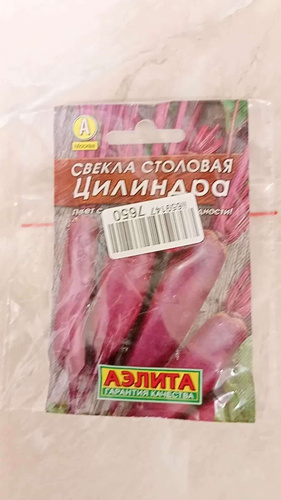 А
Москва
СВЕКЛА СТОЛОВАЯ
Цилиндра
7650
АЭЛИТА
ГАРАНТИЯ КАЧЕСТВА